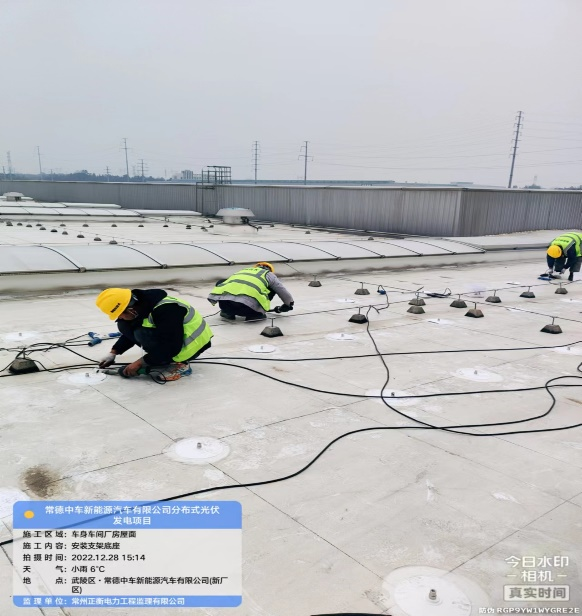 常德中车新能源汽车有限公司分布式光伏
发电项目
施工区域：车身车间厂房屋面
施工内容：安装支架底座
拍摄时间：2022.12.28 15:14
天 气：小雨 6℃
地 点：武陵区·常德中车新能源汽车有限公司(新厂
区)
监理单位：常州正衡电力工程监理有限公司
今日水印
相机
真实时间
防伪 RGP9YW1WYGREZE